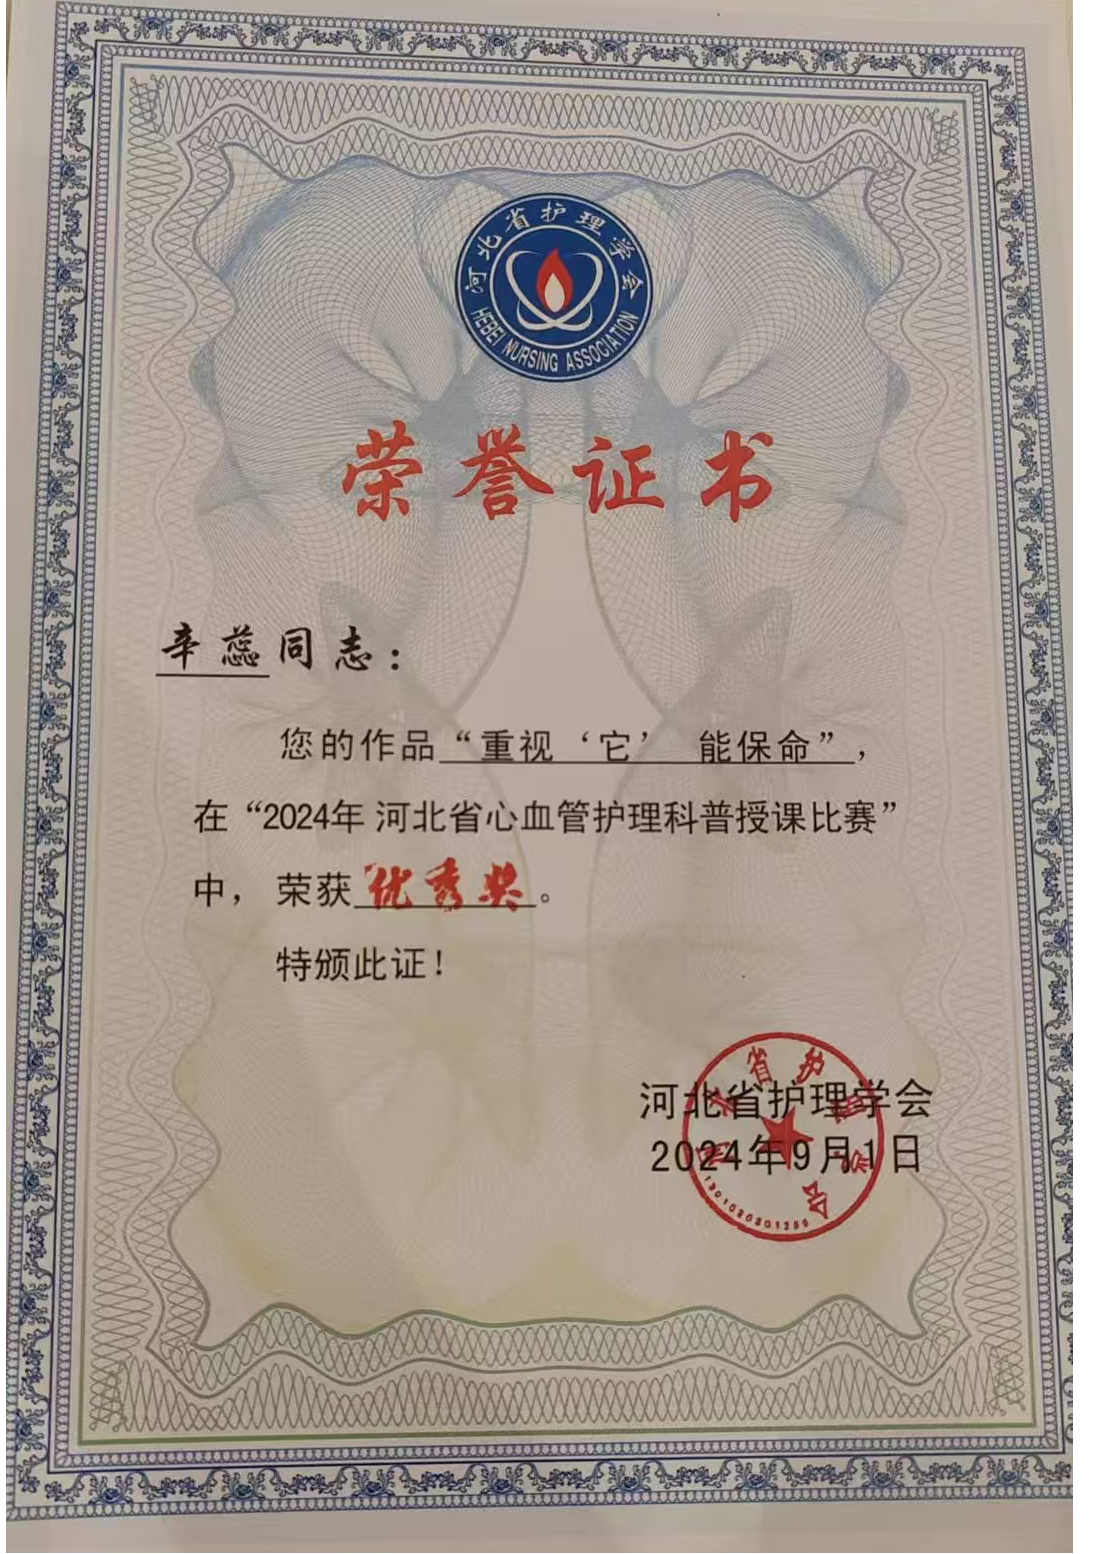 河北省护理学会
HEBEI NURSING ASSOCIATION
荣誉证书
辛蕊同志：
您的作品“重视‘它’ 能保命”，
在“2024年 河北省心血管护理科普授课比赛”
中， 荣获优秀奖。
特颁此证！
河北省护理学会
2024年9月1日